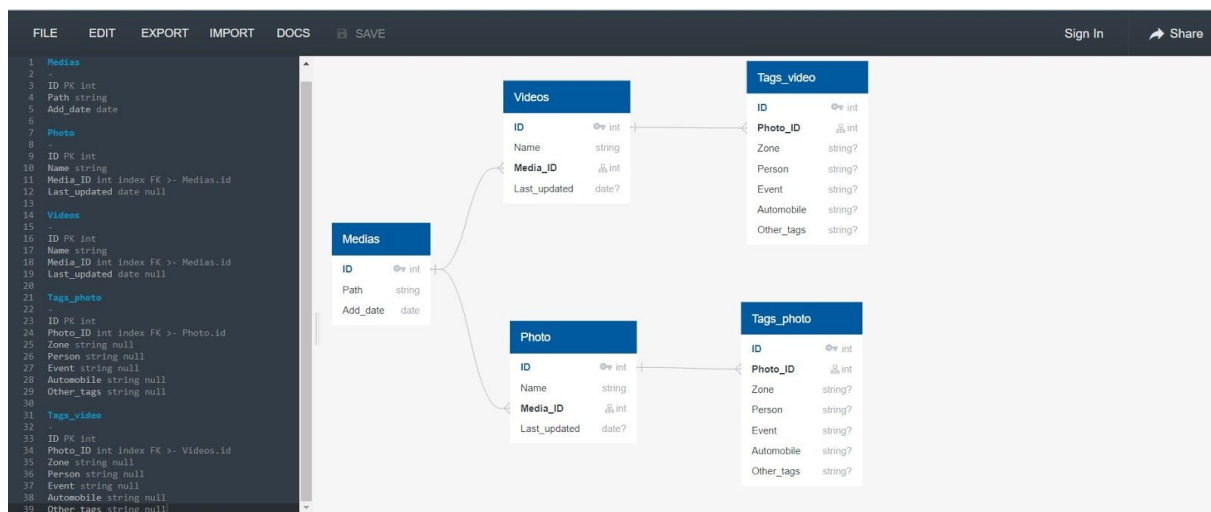 FILE EDIT EXPORT IMPORT DOCS SAVE Sign In Share
1 Medias
2 -
3 ID PK int
4 Path string
5 Add_date date
6
7 Photo
8 -
9 ID PK int
10 Name string
11 Media_ID int index FK >- Medias.id
12 Last_updated date null
13
14 Videos
15 -
16 ID PK int
17 Name string
18 Media_ID int index FK >- Medias.id
19 Last_updated date null
20
21 Tags_photo
22 -
23 ID PK int
24 Photo_ID int index FK >- Photo.id
25 Zone string null
26 Person string null
27 Event string null
28 Automobile string null
29 Other_tags string null
30
31 Tags_video
32 -
33 ID PK int
34 Photo_ID int index FK >- Videos.id
35 Zone string null
36 Person string null
37 Event string null
38 Automobile string null
39 Other_tags string null
Medias
ID int
Path string
Add_date date
Videos
ID int
Name string
Media_ID int
Last_updated date?
Photo
ID int
Name string
Media_ID int
Last_updated date?
Tags_video
ID int
Photo_ID int
Zone string?
Person string?
Event string?
Automobile string?
Other_tags string?
Tags_photo
ID int
Photo_ID int
Zone string?
Person string?
Event string?
Automobile string?
Other_tags string?